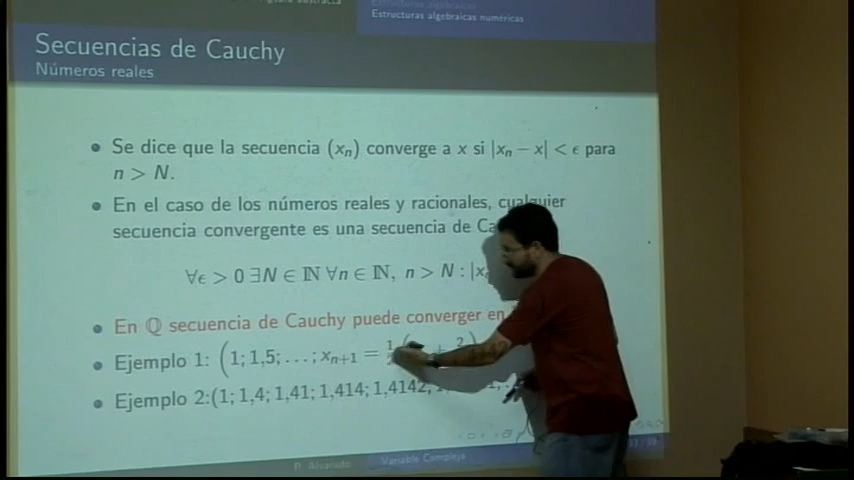 Estructuras algebraicas
Estructuras algebraicas numéricas
Secuencias de Cauchy
Números reales
Se dice que la secuencia (xₙ) converge a x si |xₙ − x| < ϵ para
n > N.
En el caso de los números reales y racionales, cualquier
secuencia convergente es una secuencia de
∀ϵ > 0 ∃N ∈ ℕ ∀n ∈ ℕ, n > N : |x
En ℚ secuencia de Cauchy puede converger en
Ejemplo 1: (1; 1,5; . . . ; xₙ₊₁ =
Ejemplo 2:(1; 1,4; 1,41; 1,414; 1,4142;
P. Alvarado
Variable Compleja